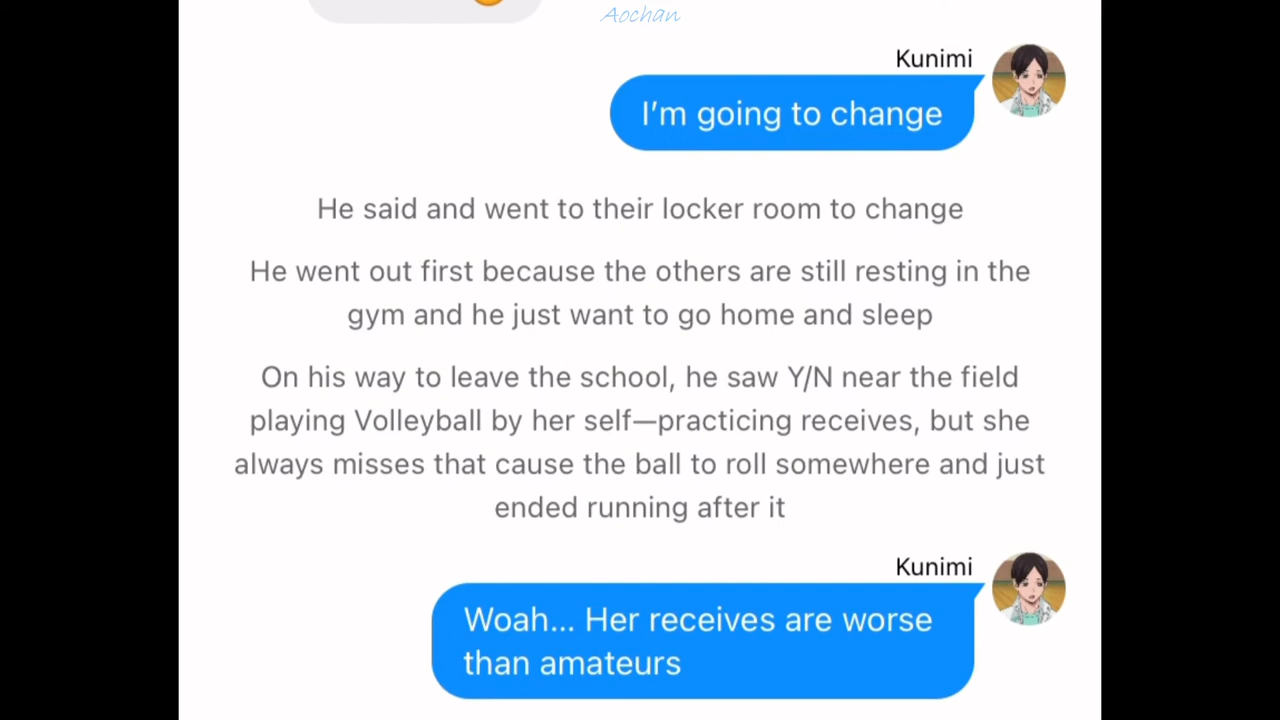 Aochan
Kunimi
I'm going to change
He said and went to their locker room to change
He went out first because the others are still resting in the
gym and he just want to go home and sleep
On his way to leave the school, he saw Y/N near the field
playing Volleyball by her self—practicing receives, but she
always misses that cause the ball to roll somewhere and just
ended running after it
Kunimi
Woah... Her receives are worse
than amateurs